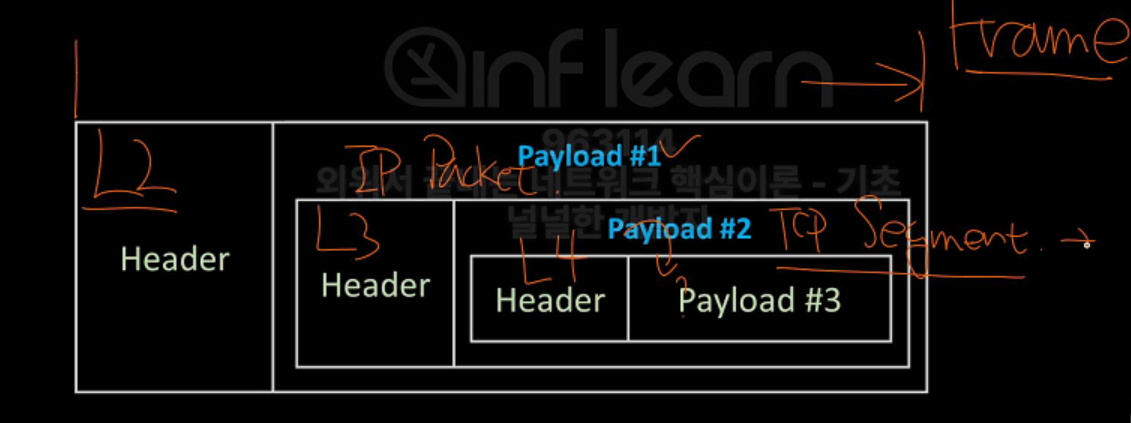 Frame
inflearn
963114
L2
IP Packet.
Payload #1
외워서 끝내는 네트워크 핵심이론 - 기초
널널한 개발자
L3
Payload #2
TCP Segment.
L4
Header
Header
Header
Payload #3
?